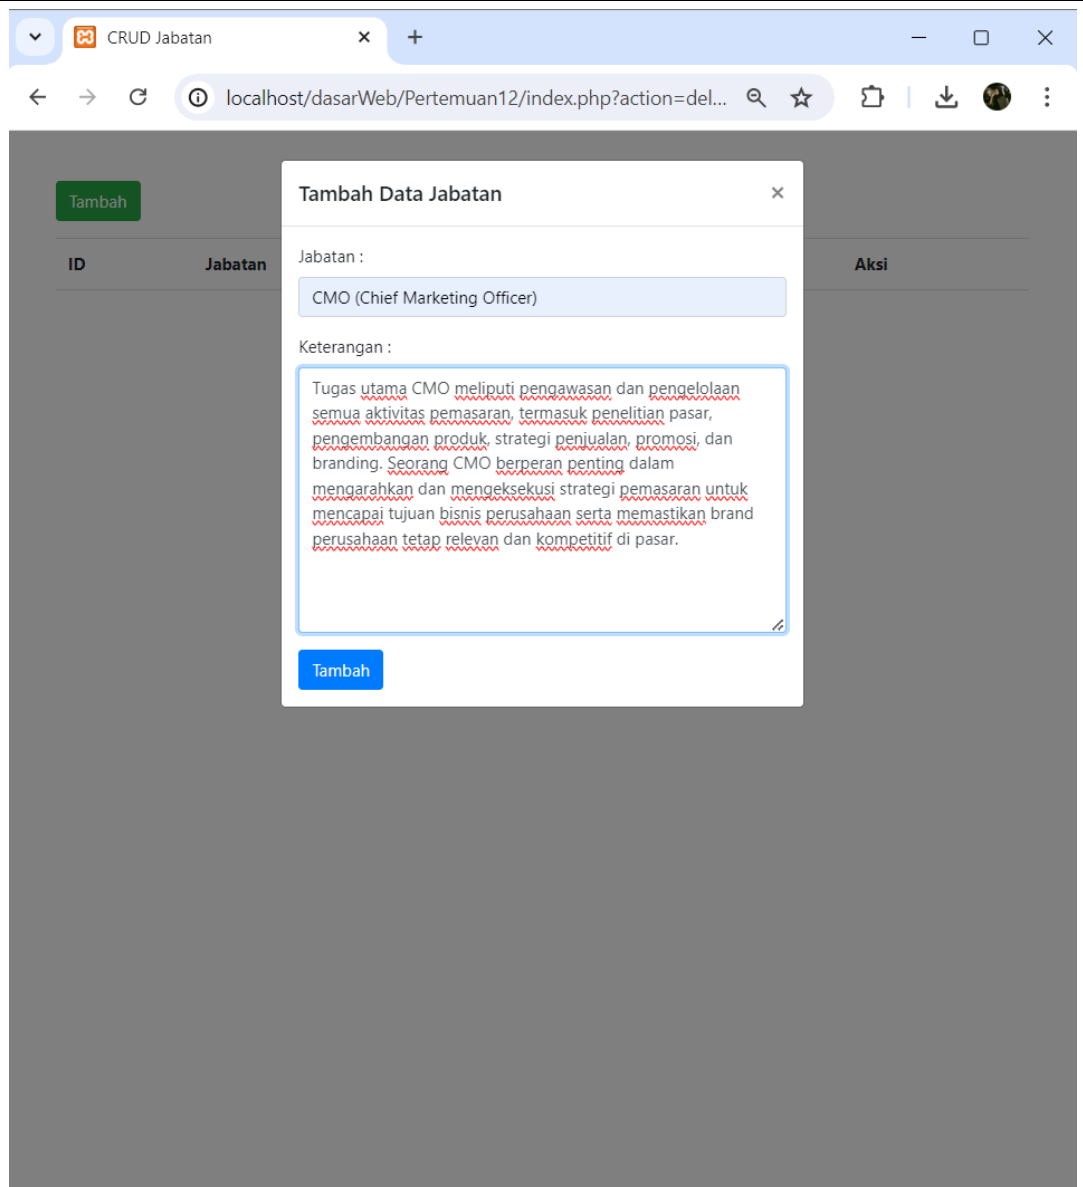 CRUD Jabatan
localhost/dasarWeb/Pertemuan12/index.php?action=del...
Tambah
ID Jabatan Aksi
Tambah Data Jabatan
Jabatan :
CMO (Chief Marketing Officer)
Keterangan :
Tugas utama CMO meliputi pengawasan dan pengelolaan
semua aktivitas pemasaran, termasuk penelitian pasar,
pengembangan produk, strategi penjualan, promosi, dan
branding. Seorang CMO berperan penting dalam
mengarahkan dan mengeksekusi strategi pemasaran untuk
mencapai tujuan bisnis perusahaan serta memastikan brand
perusahaan tetap relevan dan kompetitif di pasar.
Tambah